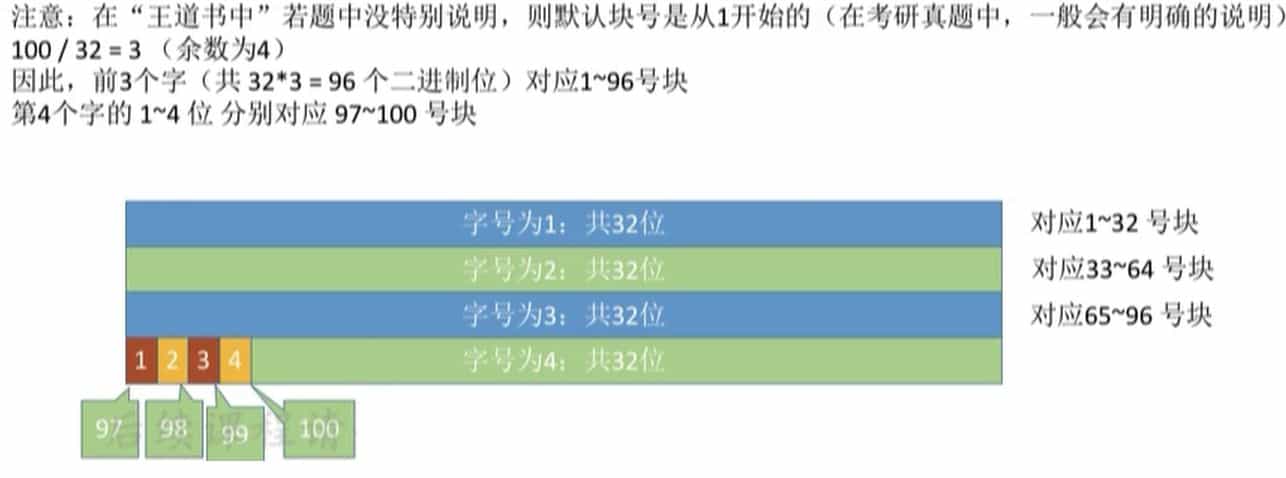 注意：在“王道书中”若题中没特别说明，则默认块号是从1开始的（在考研真题中，一般会有明确的说明）
100 / 32 = 3 （余数为4）
因此，前3个字（共 32*3 = 96 个二进制位）对应1~96号块
第4个字的 1~4 位 分别对应 97~100 号块
字号为1：共32位 对应1~32 号块
字号为2：共32位 对应33~64 号块
字号为3：共32位 对应65~96 号块
1 2 3 4 字号为4：共32位
97 98 99 100